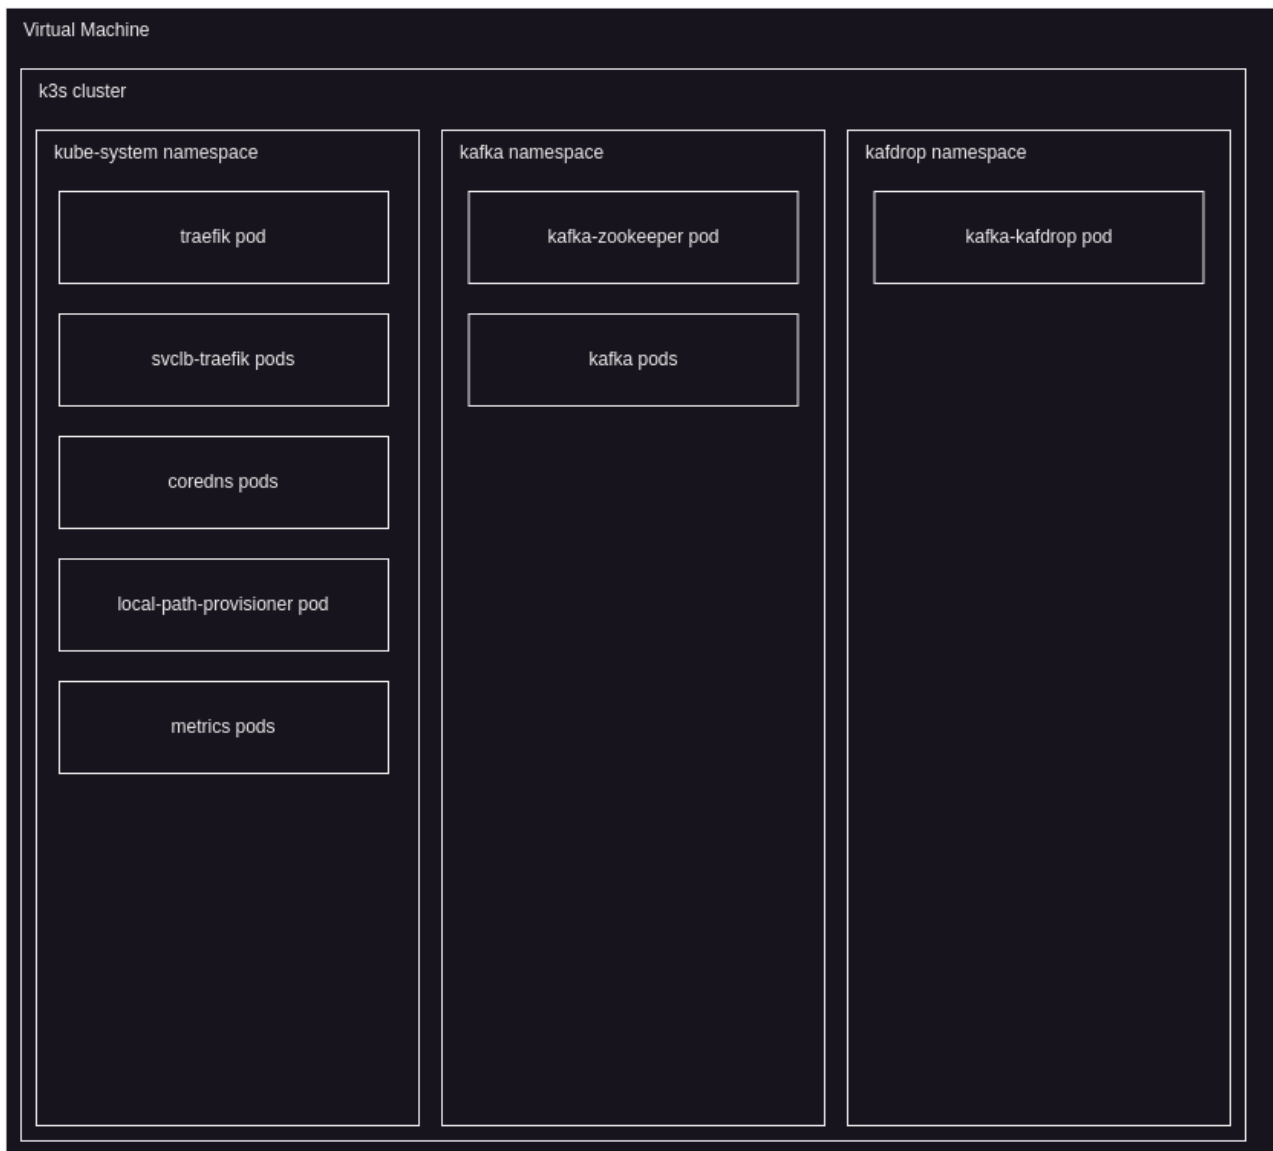 Virtual Machine
k3s cluster
kube-system namespace
traefik pod
svclb-traefik pods
coredns pods
local-path-provisioner pod
metrics pods
kafka namespace
kafka-zookeeper pod
kafka pods
kafdrop namespace
kafka-kafdrop pod